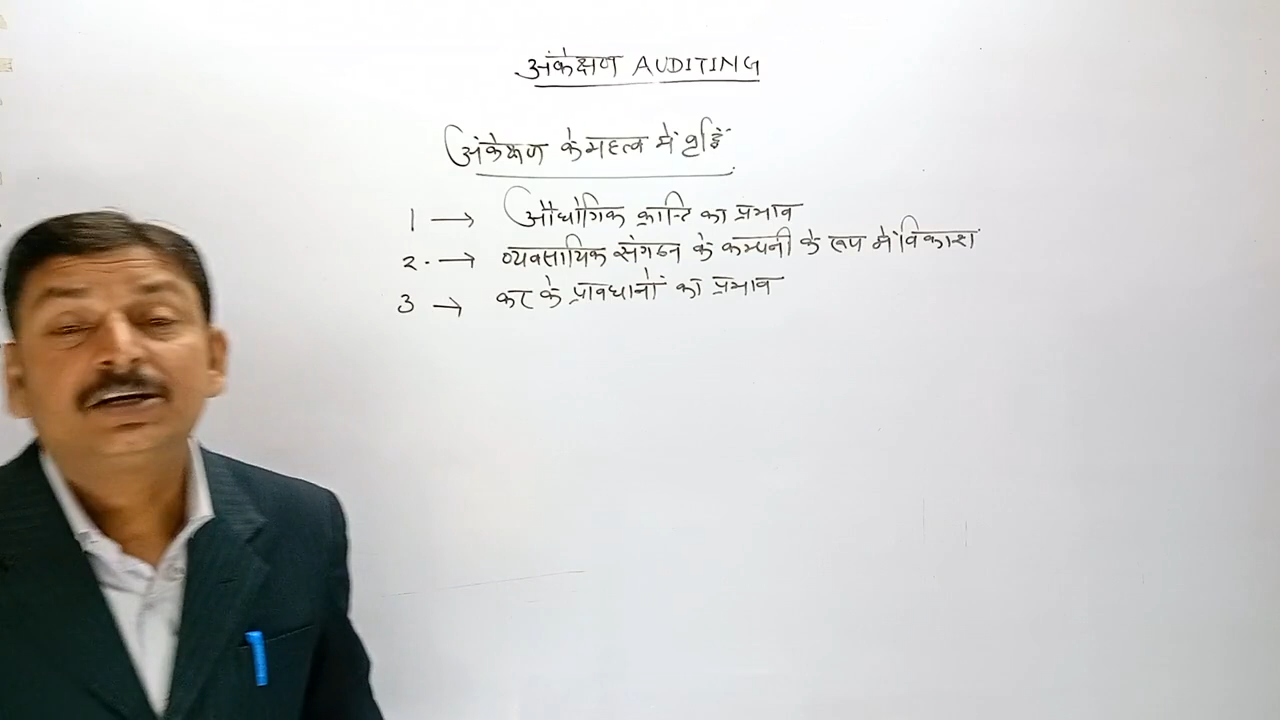 अंकेक्षण AUDITING
अंकेक्षण के महत्व में वृद्धि
1 → औद्योगिक क्रान्ति का प्रभाव
2. → व्यवसायिक संगठन के कम्पनी के रूप में विकाश
3 → कर के प्रावधानों का प्रभाव